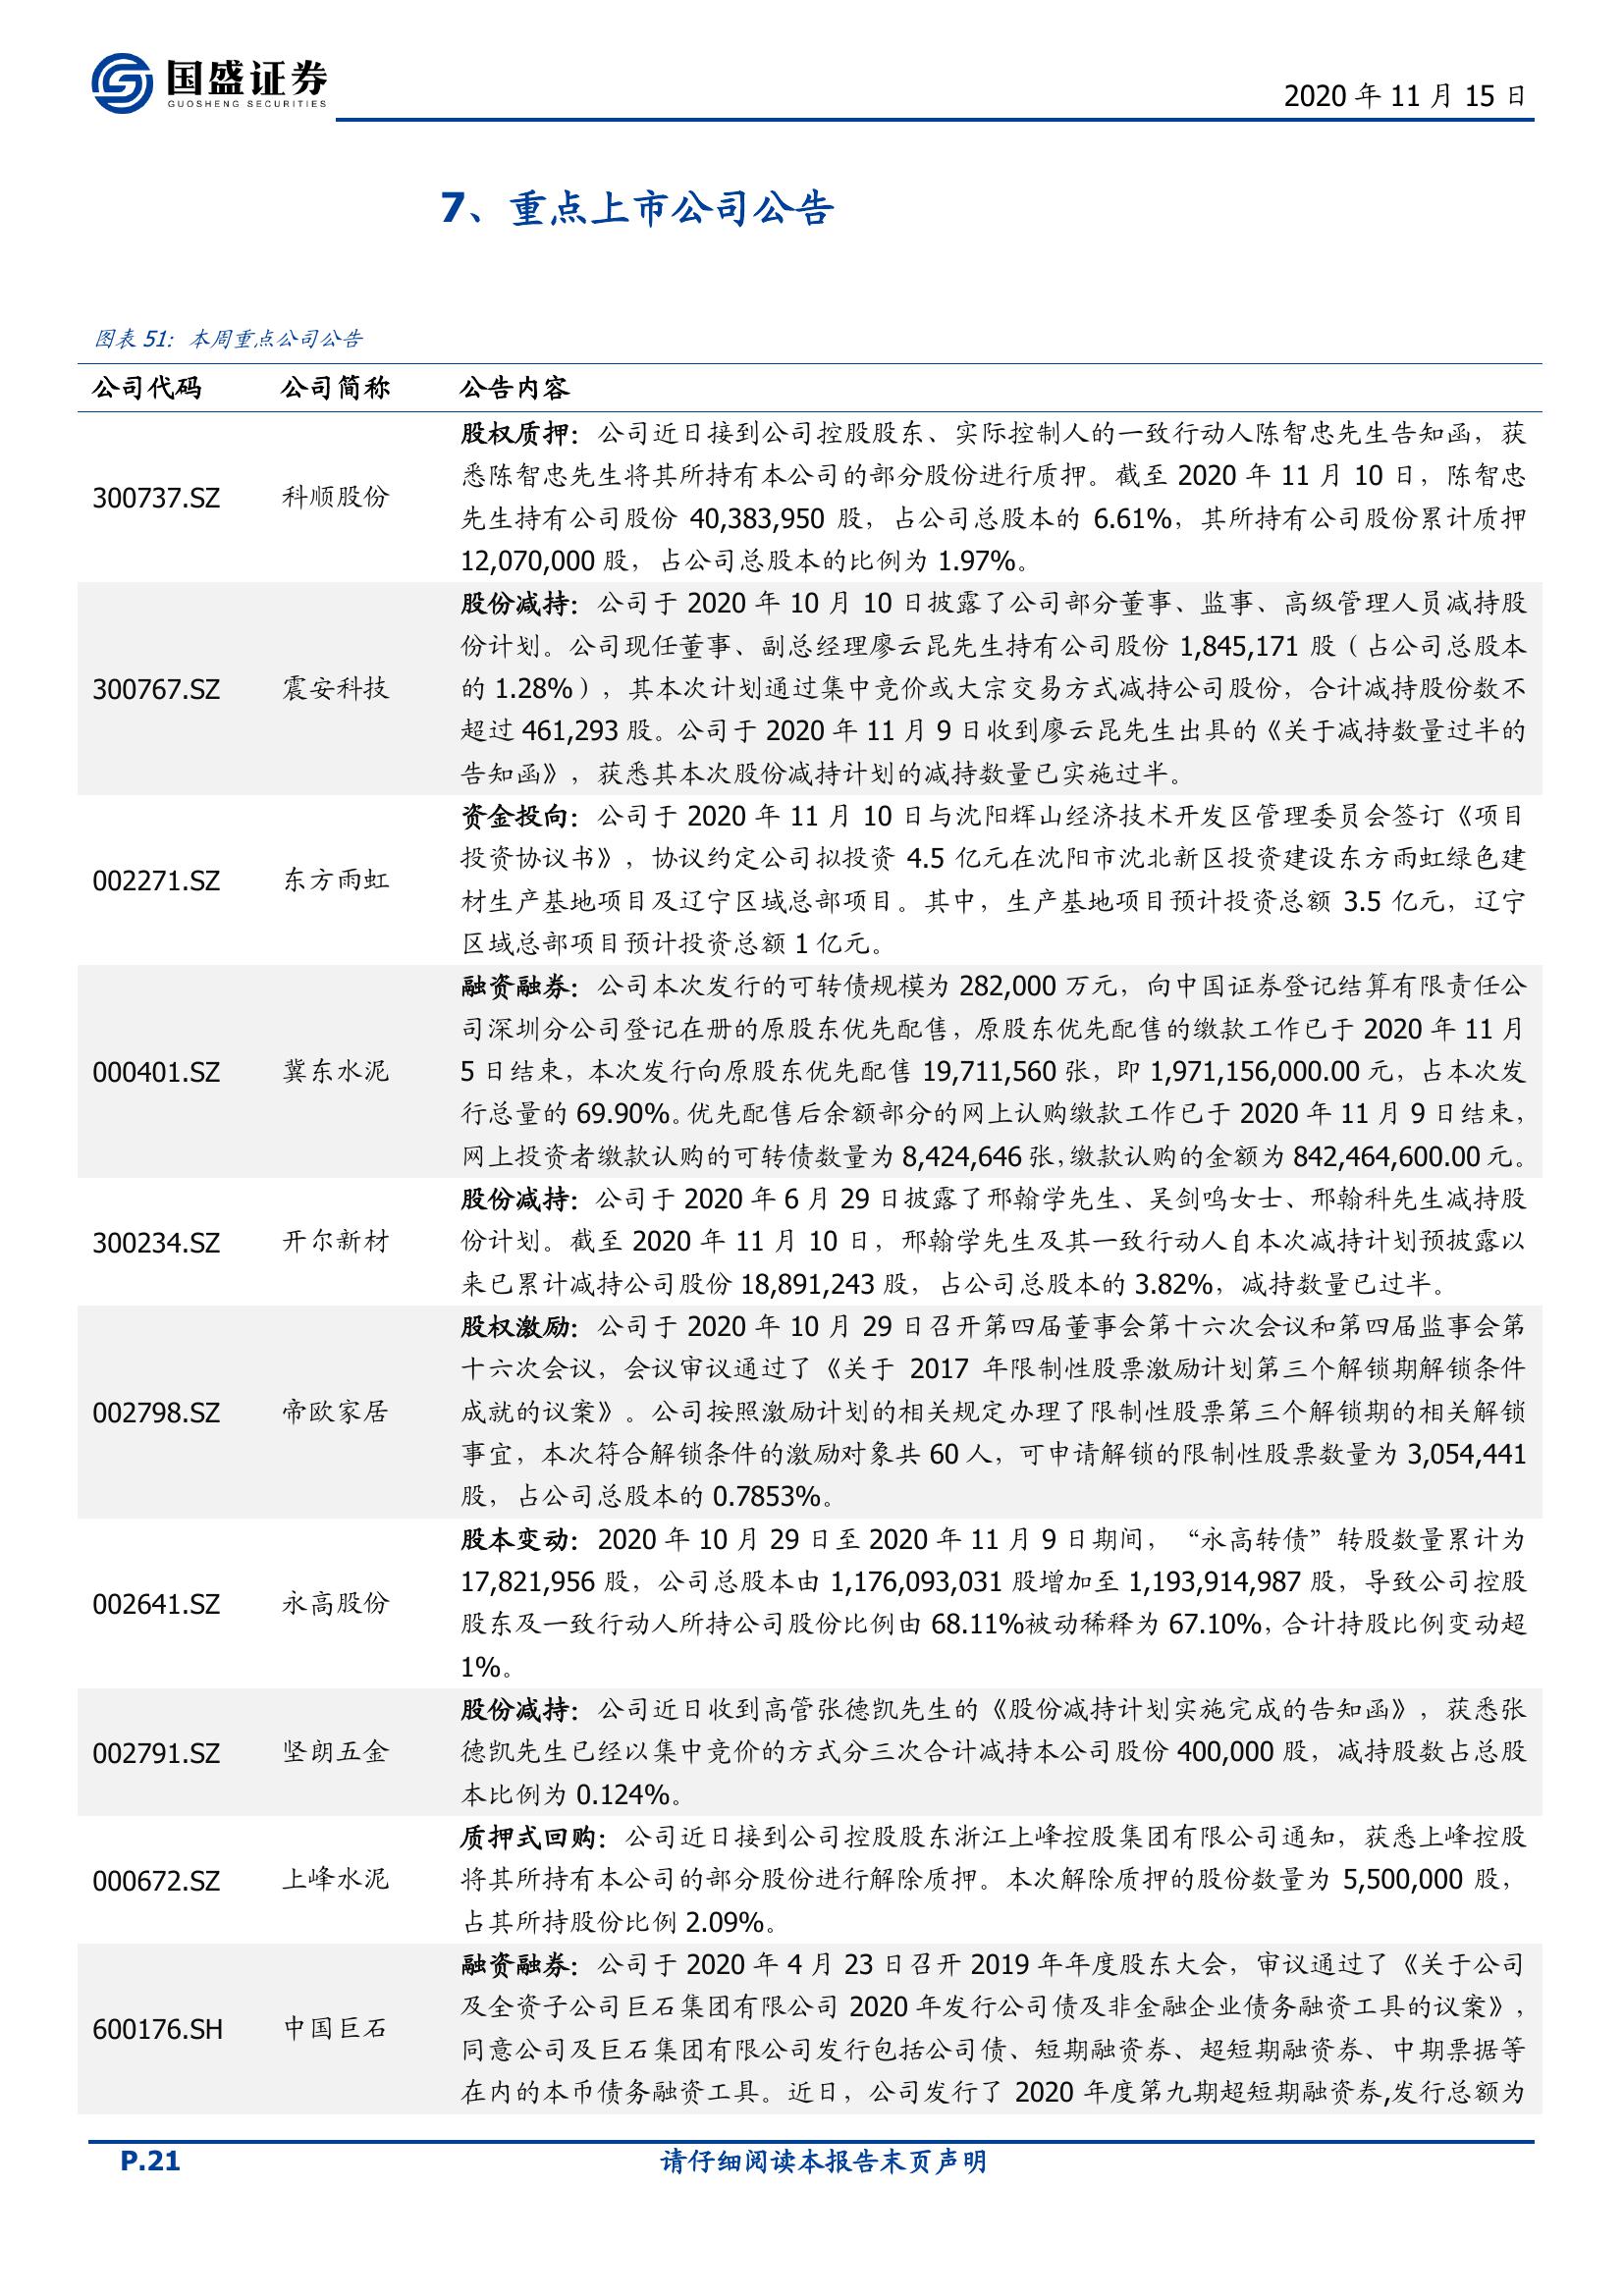 国盛证券
GUOSHENG SECURITIES
2020 年 11 月 15 日
7、重点上市公司公告
图表 51：本周重点公司公告
公司代码 公司简称 公告内容
股权质押：公司近日接到公司控股股东、实际控制人的一致行动人陈智忠先生告知函，获
悉陈智忠先生将其所持有本公司的部分股份进行质押。截至 2020 年 11 月 10 日，陈智忠
300737.SZ 科顺股份
先生持有公司股份 40,383,950 股，占公司总股本的 6.61%，其所持有公司股份累计质押
12,070,000 股，占公司总股本的比例为 1.97%。
股份减持：公司于 2020 年 10 月 10 日披露了公司部分董事、监事、高级管理人员减持股
份计划。公司现任董事、副总经理廖云昆先生持有公司股份 1,845,171 股（占公司总股本
300767.SZ 震安科技 的 1.28%），其本次计划通过集中竞价或大宗交易方式减持公司股份，合计减持股份数不
超过 461,293 股。公司于 2020 年 11 月 9 日收到廖云昆先生出具的《关于减持数量过半的
告知函》，获悉其本次股份减持计划的减持数量已实施过半。
资金投向：公司于 2020 年 11 月 10 日与沈阳辉山经济技术开发区管理委员会签订《项目
投资协议书》，协议约定公司拟投资 4.5 亿元在沈阳市沈北新区投资建设东方雨虹绿色建
002271.SZ 东方雨虹
材生产基地项目及辽宁区域总部项目。其中，生产基地项目预计投资总额 3.5 亿元，辽宁
区域总部项目预计投资总额 1 亿元。
融资融券：公司本次发行的可转债规模为 282,000 万元，向中国证券登记结算有限责任公
司深圳分公司登记在册的原股东优先配售，原股东优先配售的缴款工作已于 2020 年 11 月
000401.SZ 冀东水泥 5 日结束，本次发行向原股东优先配售 19,711,560 张，即 1,971,156,000.00 元，占本次发
行总量的 69.90%。优先配售后余额部分的网上认购缴款工作已于 2020 年 11 月 9 日结束，
网上投资者缴款认购的可转债数量为 8,424,646 张，缴款认购的金额为 842,464,600.00 元。
股份减持：公司于 2020 年 6 月 29 日披露了邢翰学先生、吴剑鸣女士、邢翰科先生减持股
300234.SZ 开尔新材 份计划。截至 2020 年 11 月 10 日，邢翰学先生及其一致行动人自本次减持计划预披露以
来已累计减持公司股份 18,891,243 股，占公司总股本的 3.82%，减持数量已过半。
股权激励：公司于 2020 年 10 月 29 日召开第四届董事会第十六次会议和第四届监事会第
十六次会议，会议审议通过了《关于 2017 年限制性股票激励计划第三个解锁期解锁条件
002798.SZ 帝欧家居 成就的议案》。公司按照激励计划的相关规定办理了限制性股票第三个解锁期的相关解锁
事宜，本次符合解锁条件的激励对象共 60 人，可申请解锁的限制性股票数量为 3,054,441
股，占公司总股本的 0.7853%。
股本变动：2020 年 10 月 29 日至 2020 年 11 月 9 日期间，“永高转债”转股数量累计为
17,821,956 股，公司总股本由 1,176,093,031 股增加至 1,193,914,987 股，导致公司控股
002641.SZ 永高股份
股东及一致行动人所持公司股份比例由 68.11%被动稀释为 67.10%，合计持股比例变动超
1%。
股份减持：公司近日收到高管张德凯先生的《股份减持计划实施完成的告知函》，获悉张
002791.SZ 坚朗五金 德凯先生已经以集中竞价的方式分三次合计减持本公司股份 400,000 股，减持股数占总股
本比例为 0.124%。
质押式回购：公司近日接到公司控股股东浙江上峰控股集团有限公司通知，获悉上峰控股
000672.SZ 上峰水泥 将其所持有本公司的部分股份进行解除质押。本次解除质押的股份数量为 5,500,000 股，
占其所持股份比例 2.09%。
融资融券：公司于 2020 年 4 月 23 日召开 2019 年年度股东大会，审议通过了《关于公司
及全资子公司巨石集团有限公司 2020 年发行公司债及非金融企业债务融资工具的议案》，
600176.SH 中国巨石
同意公司及巨石集团有限公司发行包括公司债、短期融资券、超短期融资券、中期票据等
在内的本币债务融资工具。近日，公司发行了 2020 年度第九期超短期融资券,发行总额为
P.21 请仔细阅读本报告末页声明